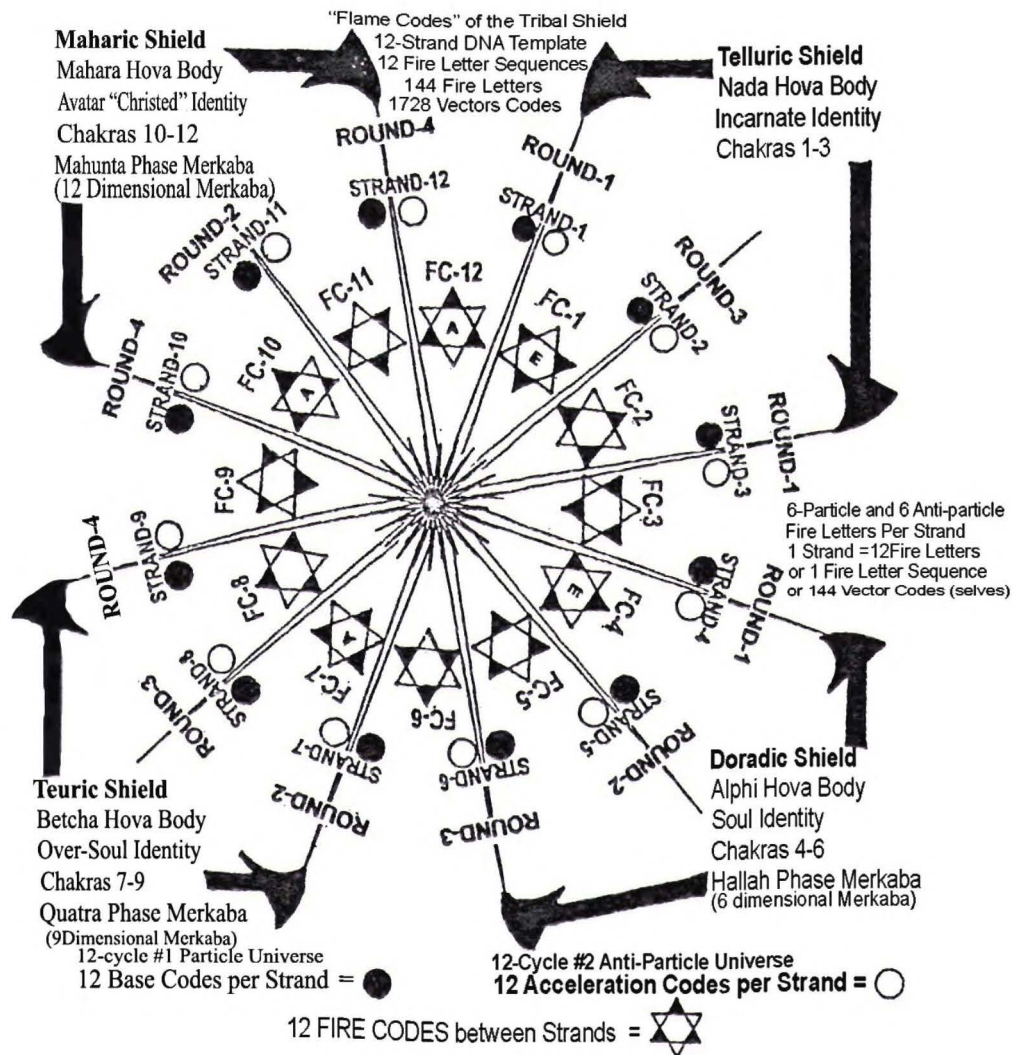 "Flame Codes" of the Tribal Shield
12-Strand DNA Template
12 Fire Letter Sequences
144 Fire Letters
1728 Vectors Codes
Maharic Shield
Mahara Hova Body
Avatar "Christed" Identity
Chakras 10-12
Mahunta Phase Merkaba
(12 Dimensional Merkaba)
Telluric Shield
Nada Hova Body
Incarnate Identity
Chakras 1-3
ROUND-4
STRAND-12
ROUND-1
STRAND-1
ROUND-3
STRAND-2
ROUND-1
STRAND-3
ROUND-1
STRAND-4
ROUND-2
STRAND-5
ROUND-3
STRAND-6
ROUND-2
STRAND-7
ROUND-3
STRAND-8
ROUND-4
STRAND-9
ROUND-4
STRAND-10
ROUND-2
STRAND-11
FC-12
A
FC-1
E
FC-2
FC-3
FC-4
E
FC-5
FC-6
FC-7
Y
FC-8
FC-9
FC-10
A
FC-11
6-Particle and 6 Anti-particle
Fire Letters Per Strand
1 Strand =12Fire Letters
or 1 Fire Letter Sequence
or 144 Vector Codes (selves)
Teuric Shield
Betcha Hova Body
Over-Soul Identity
Chakras 7-9
Quatra Phase Merkaba
(9Dimensional Merkaba)
Doradic Shield
Alphi Hova Body
Soul Identity
Chakras 4-6
Hallah Phase Merkaba
(6 dimensional Merkaba)
12-cycle #1 Particle Universe
12 Base Codes per Strand =
12-Cycle #2 Anti-Particle Universe
12 Acceleration Codes per Strand =
12 FIRE CODES between Strands =